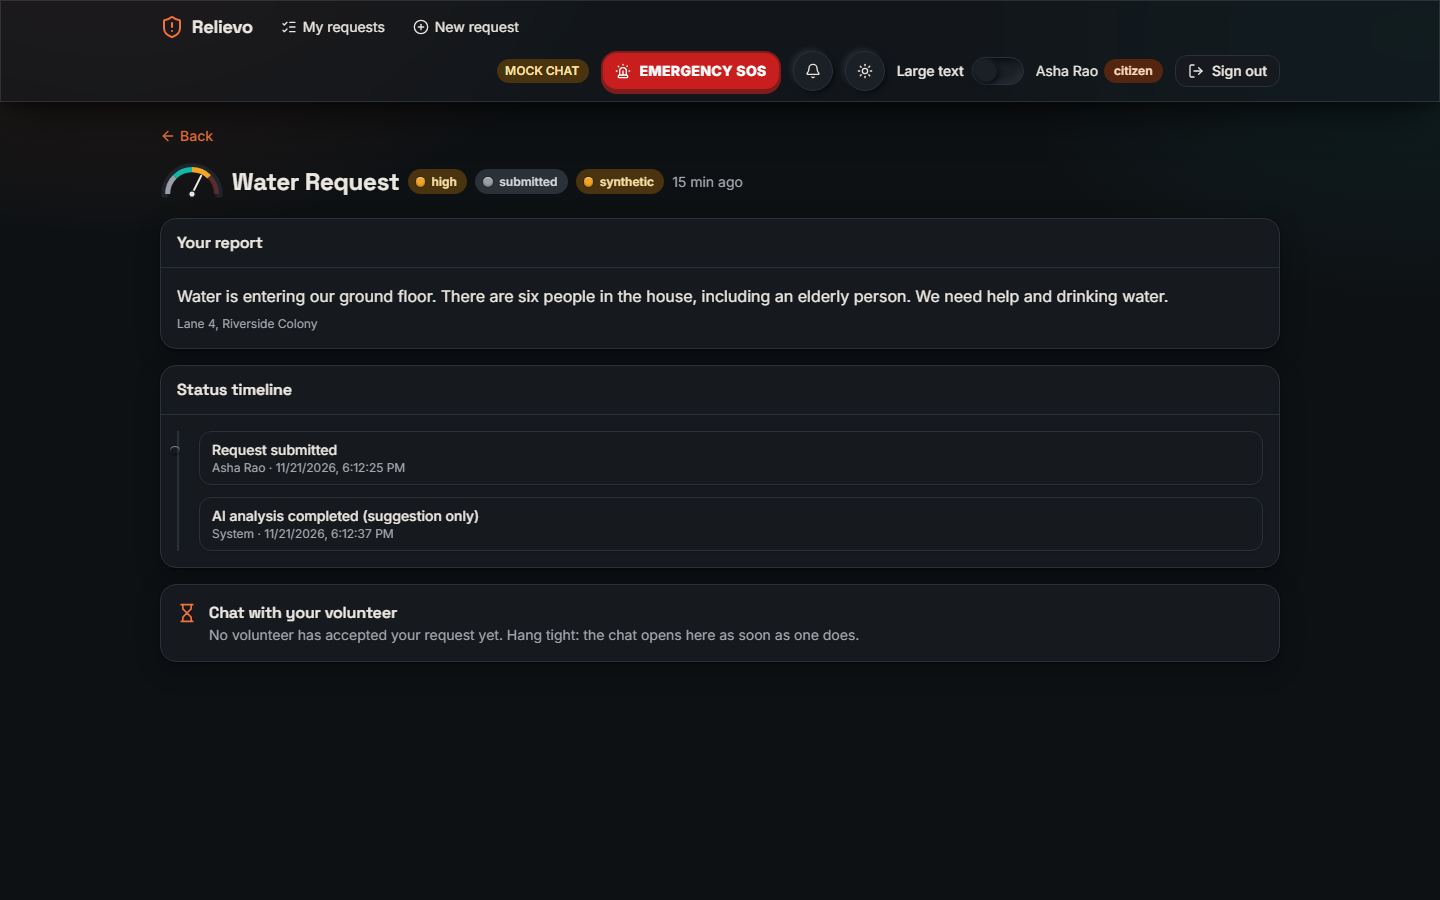 Relievo My requests New request
MOCK CHAT EMERGENCY SOS Large text Asha Rao citizen Sign out
Back
Water Request high submitted synthetic 15 min ago
Your report
Water is entering our ground floor. There are six people in the house, including an elderly person. We need help and drinking water.
Lane 4, Riverside Colony
Status timeline
Request submitted
Asha Rao · 11/21/2026, 6:12:25 PM
AI analysis completed (suggestion only)
System · 11/21/2026, 6:12:37 PM
Chat with your volunteer
No volunteer has accepted your request yet. Hang tight: the chat opens here as soon as one does.